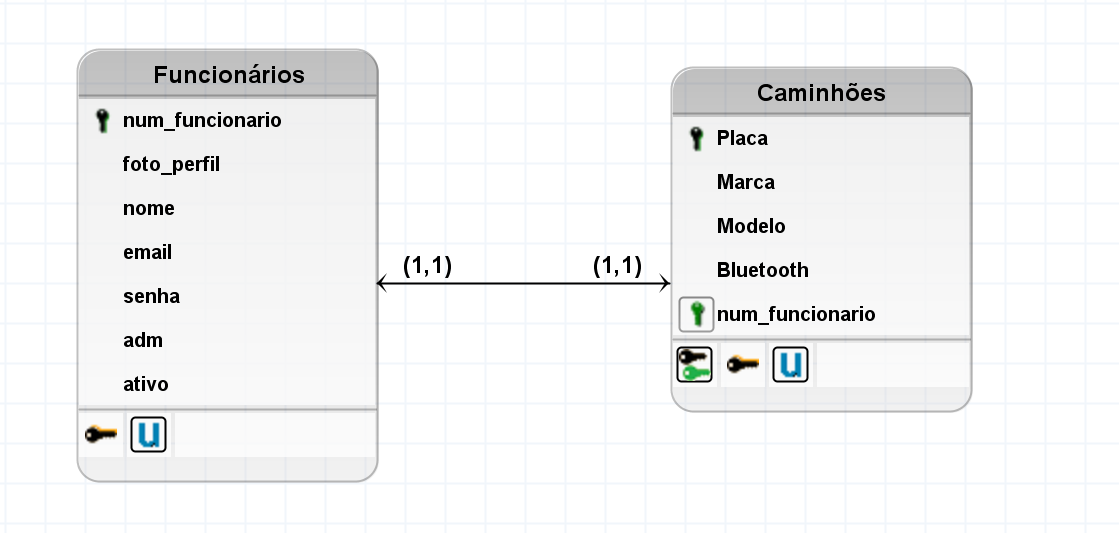 Funcionários
num_funcionario
foto_perfil
nome
email
senha
adm
ativo
U
(1,1)
(1,1)
Caminhões
Placa
Marca
Modelo
Bluetooth
num_funcionario
U